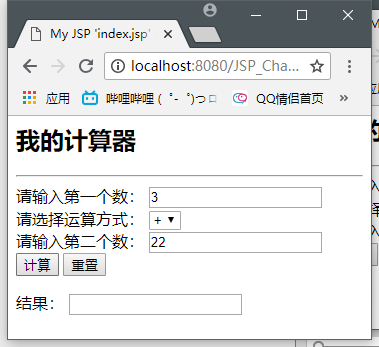 My JSP 'index.jsp'
localhost:8080/JSP_Cha...
应用 哔哩哔哩 ( ゜- ゜)つロ QQ情侣首页 »
我的计算器
请输入第一个数： 3
请选择运算方式： +
请输入第二个数： 22
计算 重置
结果：